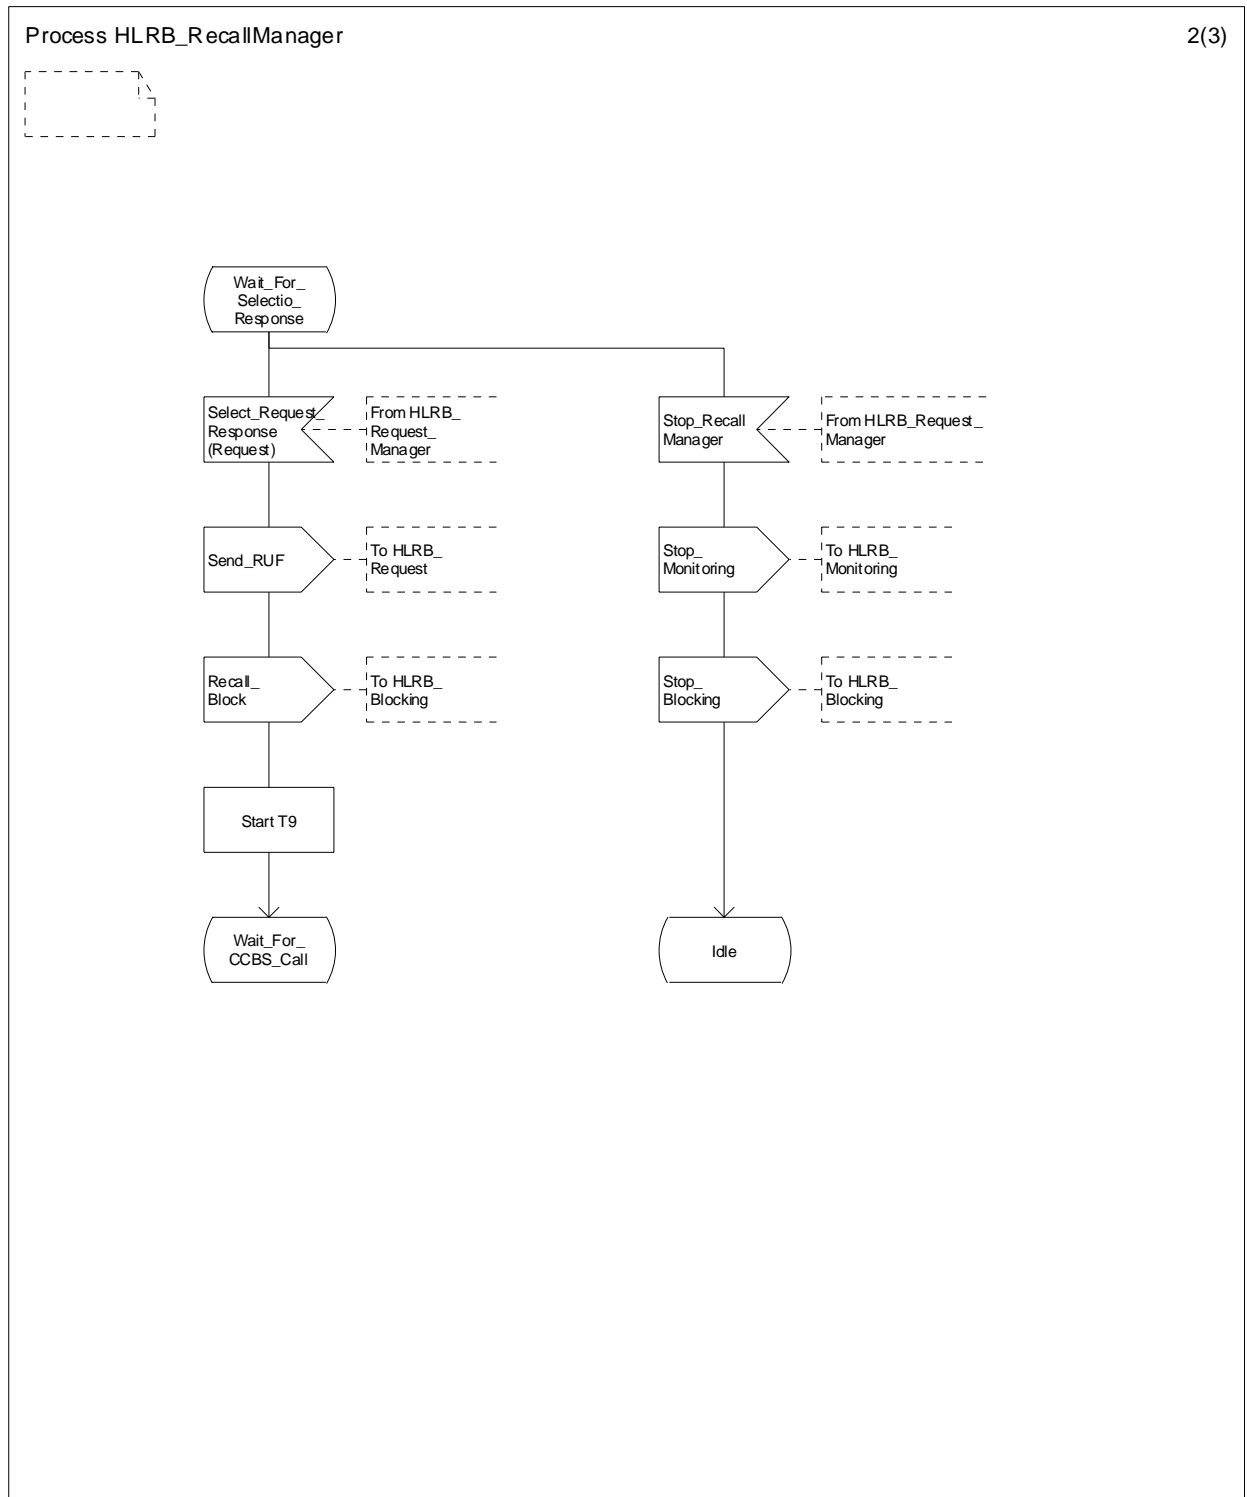 Process HLRB_RecallManager
2(3)
Wait_For_
Selectio_
Response
Select_Request_
Response
(Request)
From HLRB_
Request_
Manager
Stop_Recall
Manager
From HLRB_Request_
Manager
Send_RUF
To HLRB_
Request
Stop_
Monitoring
To HLRB_
Monitoring
Recall_
Block
To HLRB_
Blocking
Stop_
Blocking
To HLRB_
Blocking
Start T9
Wait_For_
CCBS_Call
Idle